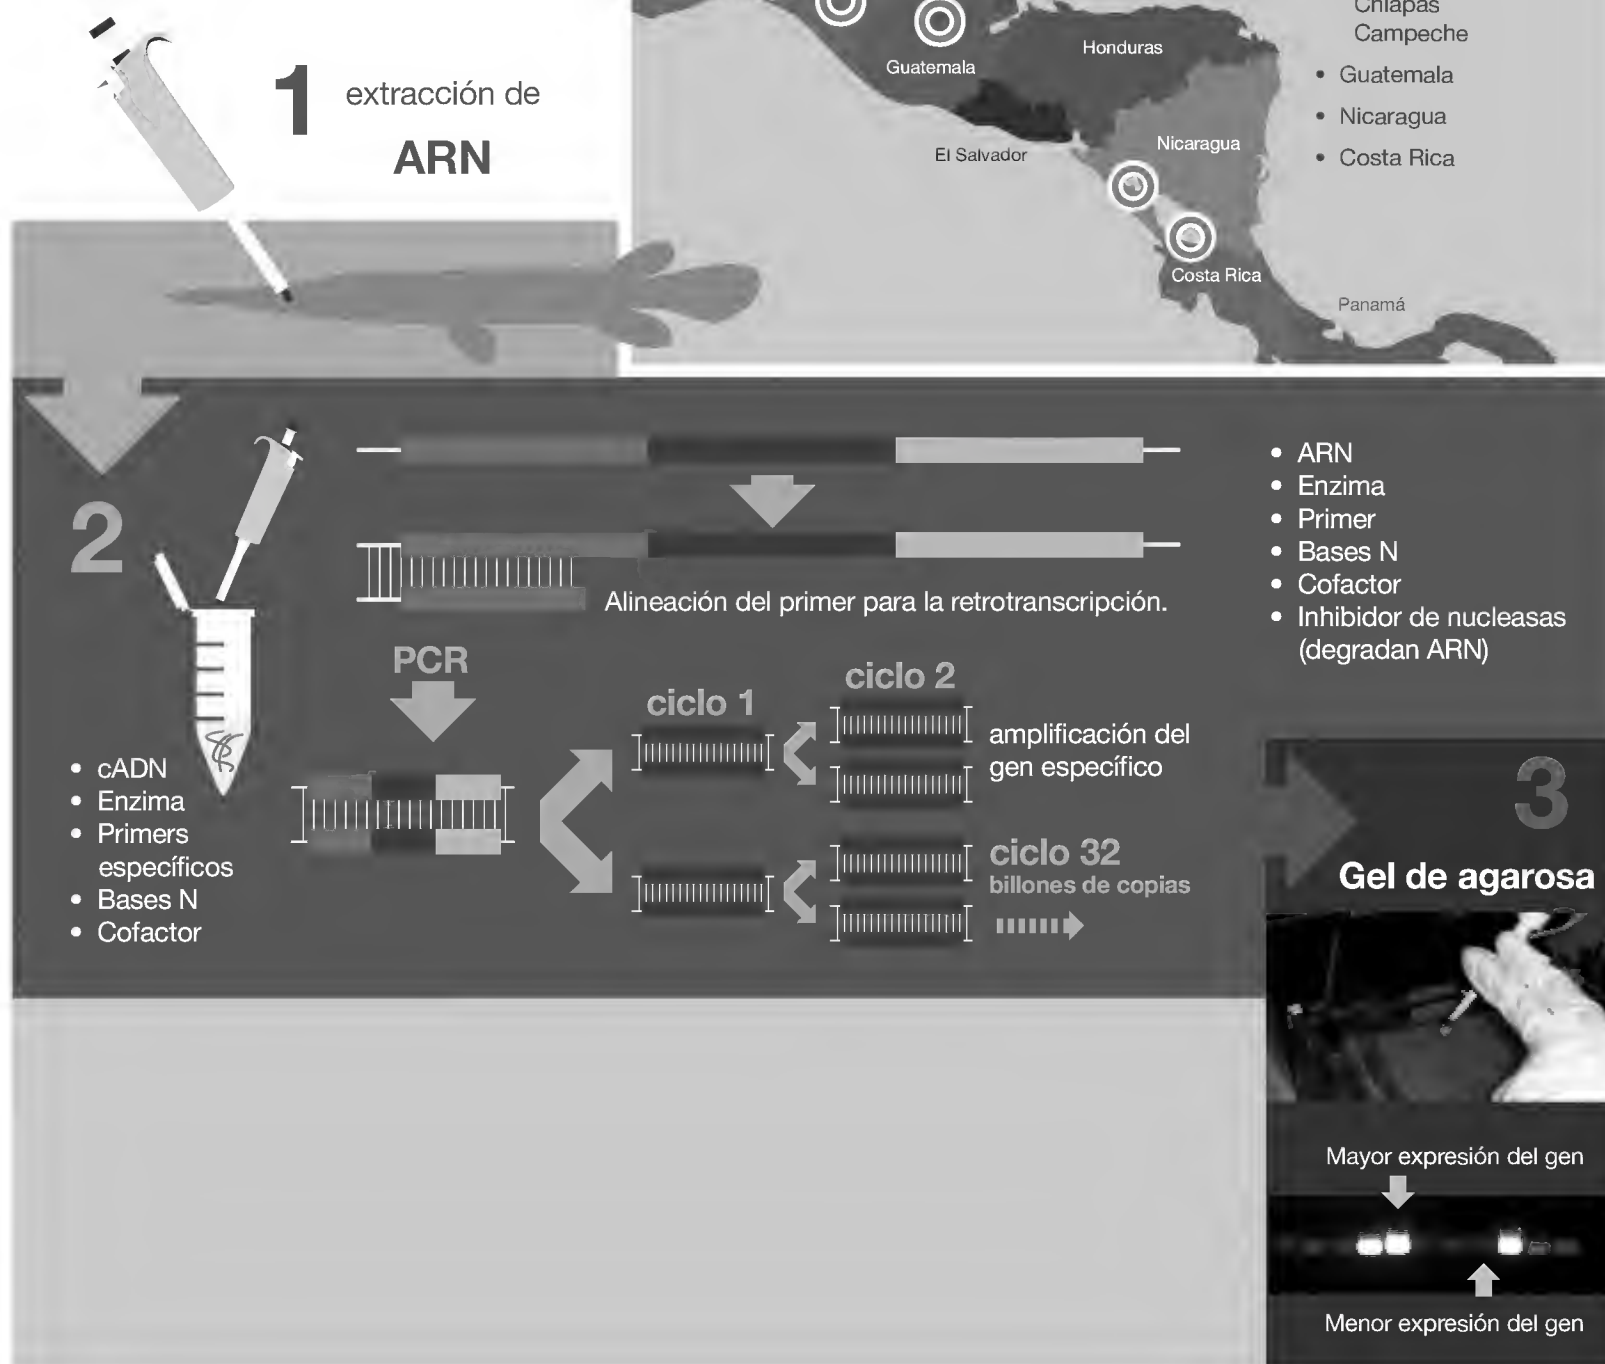 1 extracción de
ARN
Guatemala
Honduras
El Salvador
Nicaragua
Costa Rica
Panamá
Chiapas
Campeche
• Guatemala
• Nicaragua
• Costa Rica
2
• ARN
• Enzima
• Primer
• Bases N
• Cofactor
• Inhibidor de nucleasas
(degradan ARN)
Alineación del primer para la retrotranscripción.
PCR
ciclo 1
ciclo 2
amplificación del
gen específico
ciclo 32
billones de copias
• cADN
• Enzima
• Primers
específicos
• Bases N
• Cofactor
3
Gel de agarosa
Mayor expresión del gen
Menor expresión del gen